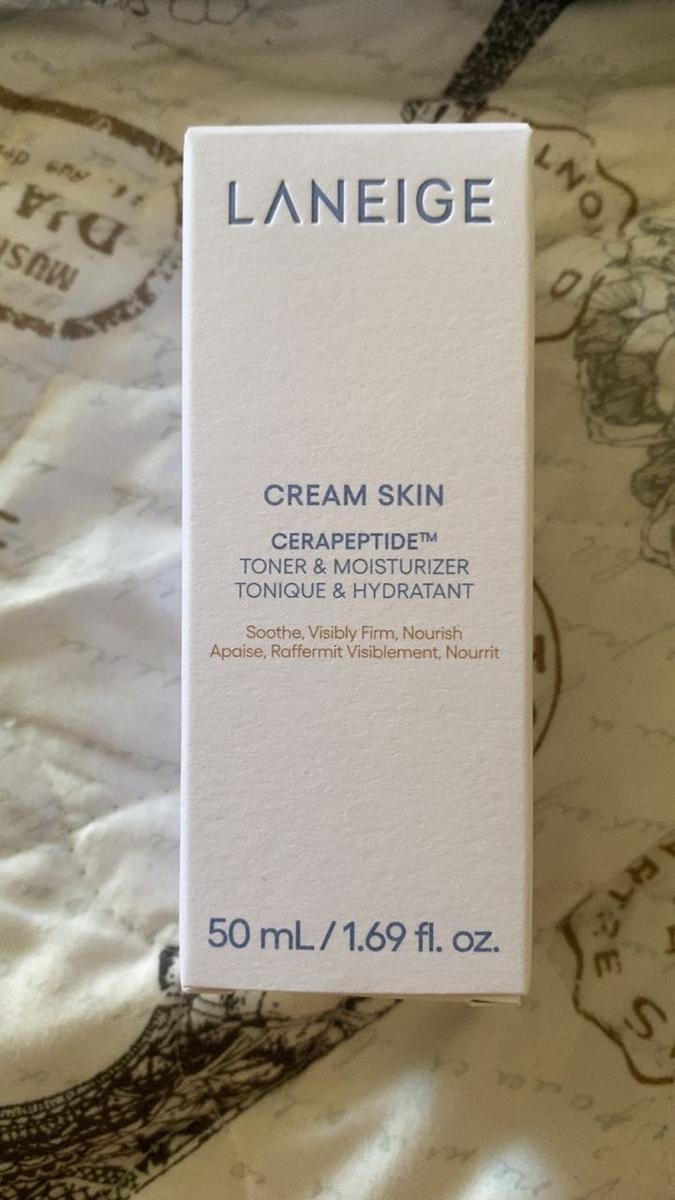 LANEIGE
CREAM SKIN
CERAPEPTIDE™
TONER & MOISTURIZER
TONIQUE & HYDRATANT
Soothe, Visibly Firm, Nourish
Apaise, Raffermit Visiblement, Nourrit
50 mL / 1.69 fl. oz.